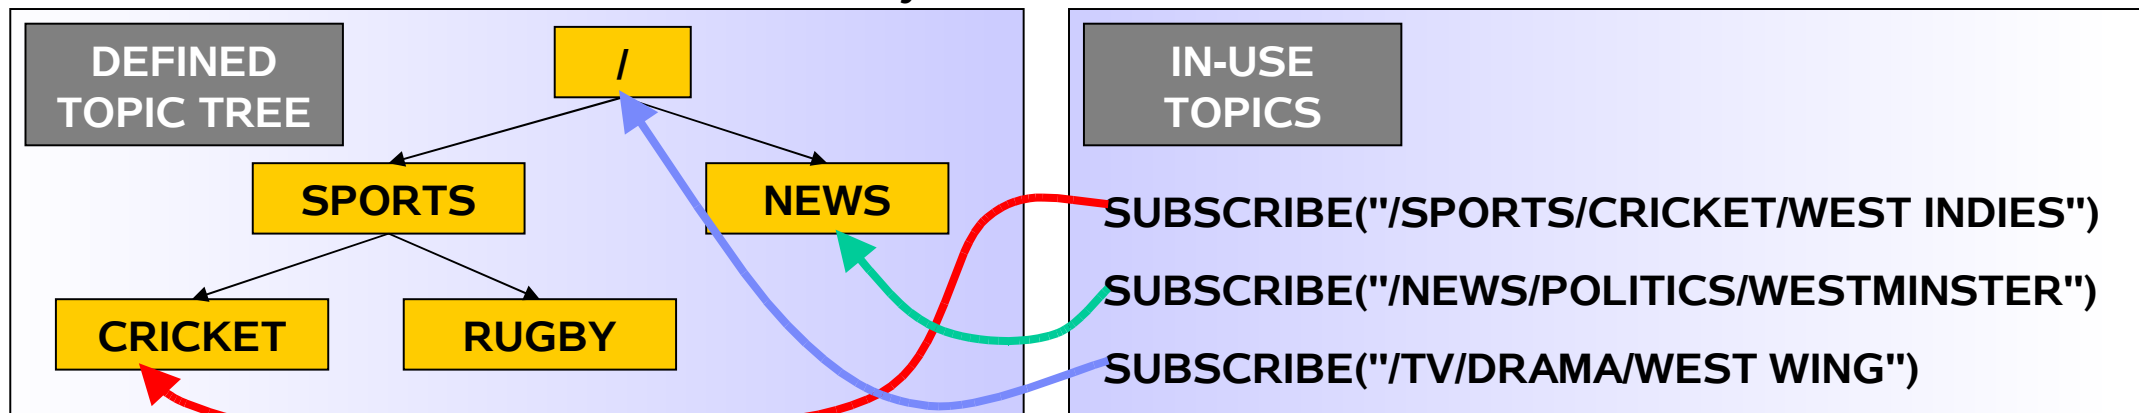 DEFINED
TOPIC TREE
/
SPORTS
NEWS
CRICKET
RUGBY
IN-USE
TOPICS
SUBSCRIBE("/SPORTS/CRICKET/WEST INDIES")
SUBSCRIBE("/NEWS/POLITICS/WESTMINSTER")
SUBSCRIBE("/TV/DRAMA/WEST WING")